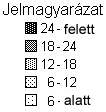 Jelmagyarázat
24- felett
18-24
12-18
6-12
6-alatt